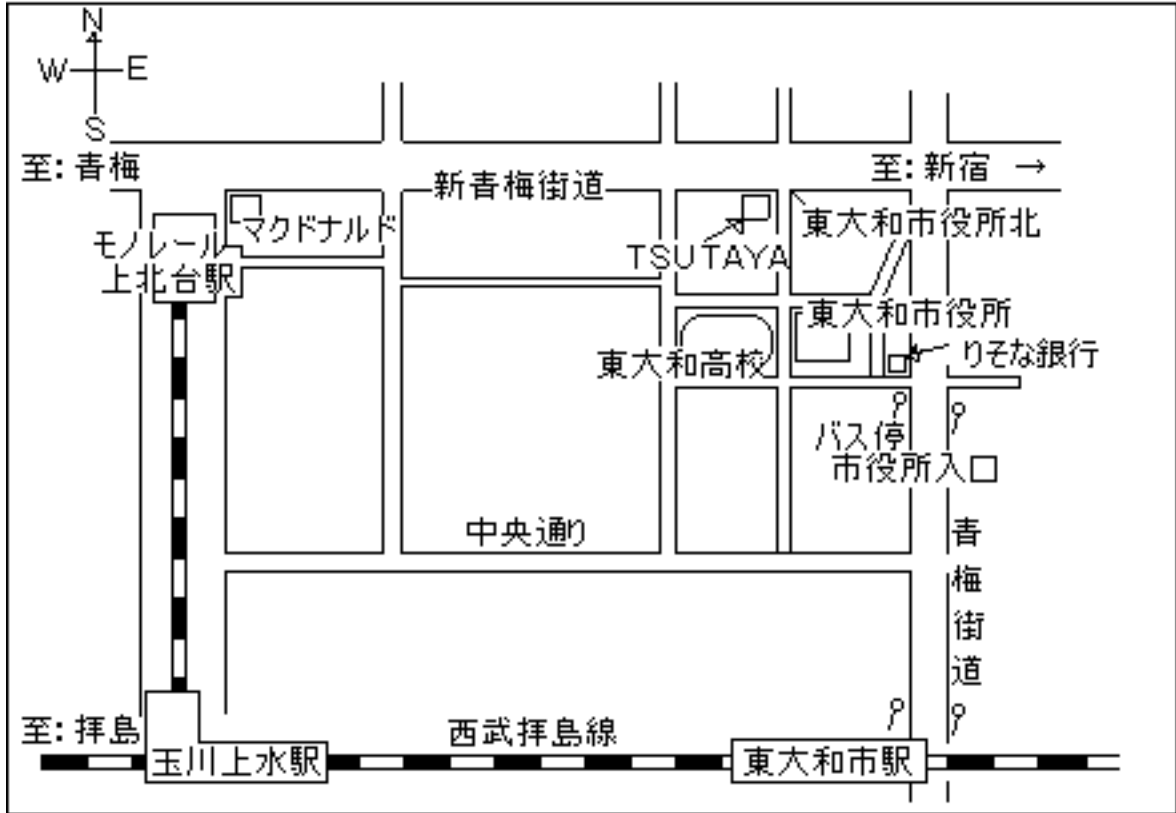 N
W E
S
至: 青梅
新青梅街道
至: 新宿 →
マクドナルド
東大和市役所北
モノレール
上北台駅
TSUTAYA
東大和市役所
東大和高校
りそな銀行
バス停
市役所入口
中央通り
青梅街道
至: 拝島
西武拝島線
玉川上水駅
東大和市駅